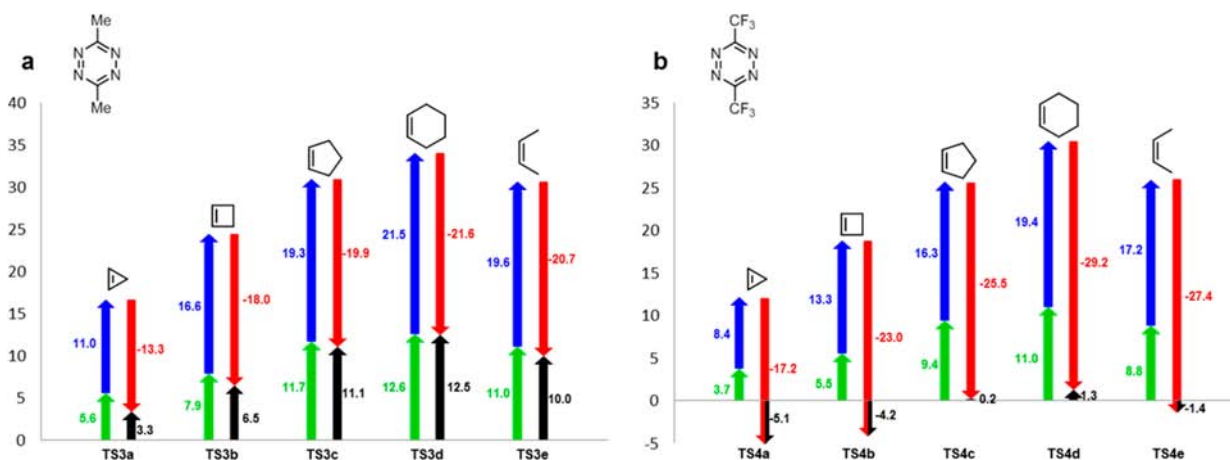 a
Me
N
N
N
N
Me
40
35
30
25
20
15
10
5
0
11.0
-13.3
5.6
3.3
16.6
-18.0
7.9
6.5
19.3
-19.9
11.7
11.1
21.5
-21.6
12.6
12.5
19.6
-20.7
11.0
10.0
TS3a
TS3b
TS3c
TS3d
TS3e
b
CF3
N
N
N
N
CF3
35
30
25
20
15
10
5
0
-5
8.4
-17.2
3.7
-5.1
13.3
-23.0
5.5
-4.2
16.3
-25.5
9.4
0.2
19.4
-29.2
11.0
1.3
17.2
-27.4
8.8
-1.4
TS4a
TS4b
TS4c
TS4d
TS4e